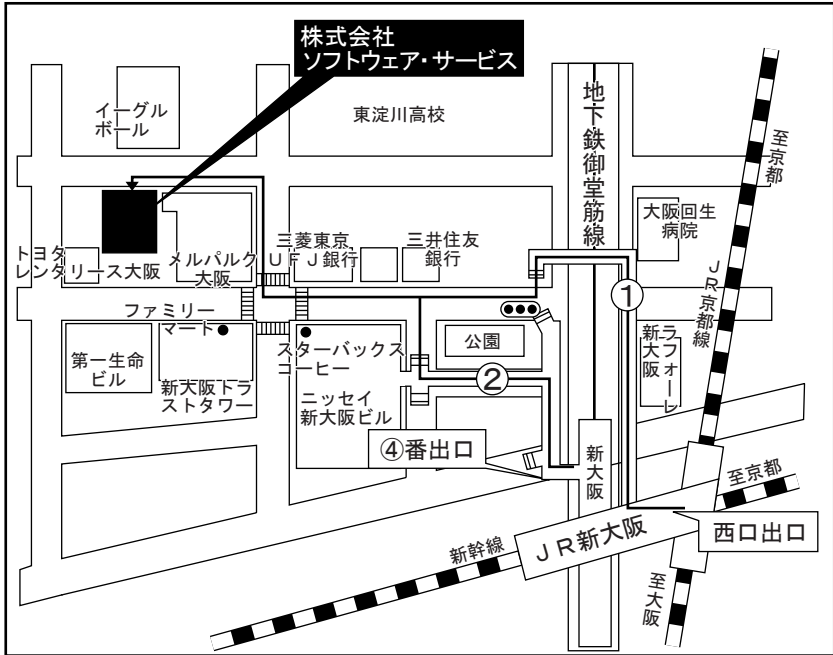 株式会社
ソフトウェア・サービス
イーグル
ボール
東淀川高校
地下鉄御堂筋線
至京都
大阪回生
病院
トヨタ
レンタリース大阪
メルパルク
大阪
三菱東京
ＵＦＪ銀行
三井住友
銀行
①
JR京都線
ファミリー
マート
スターバックス
コーヒー
公園
第一生命
ビル
新大阪トラ
ストタワー
ニッセイ
新大阪ビル
②
ラフォーレ
新大阪
④番出口
新大阪
至京都
新幹線
ＪＲ新大阪
西口出口
至大阪